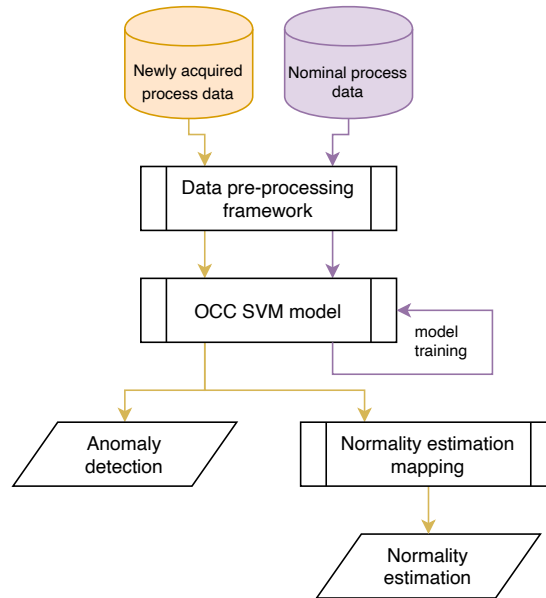 Newly acquired
process data
Nominal process
data
Data pre-processing
framework
OCC SVM model
model
training
Anomaly
detection
Normality estimation
mapping
Normality
estimation